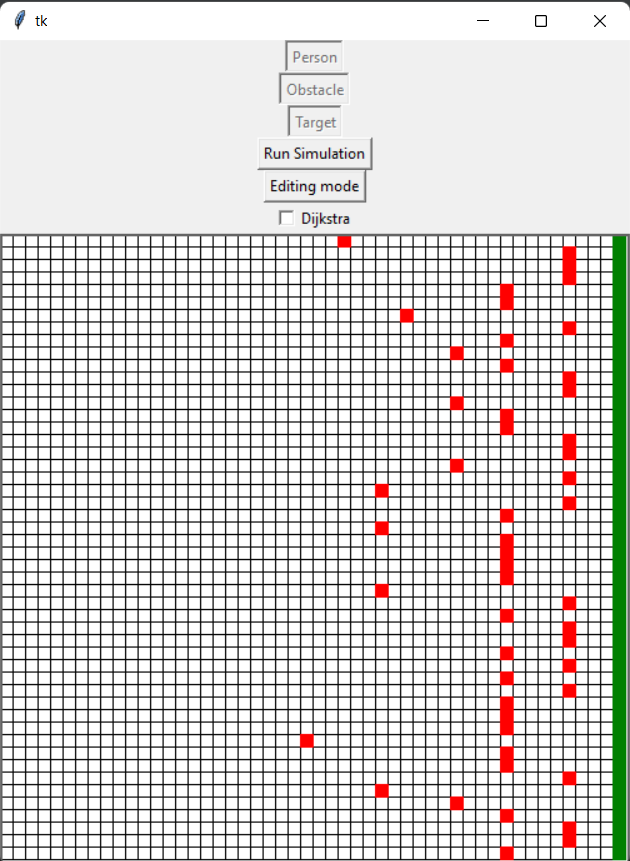 tk
Person
Obstacle
Target
Run Simulation
Editing mode
Dijkstra